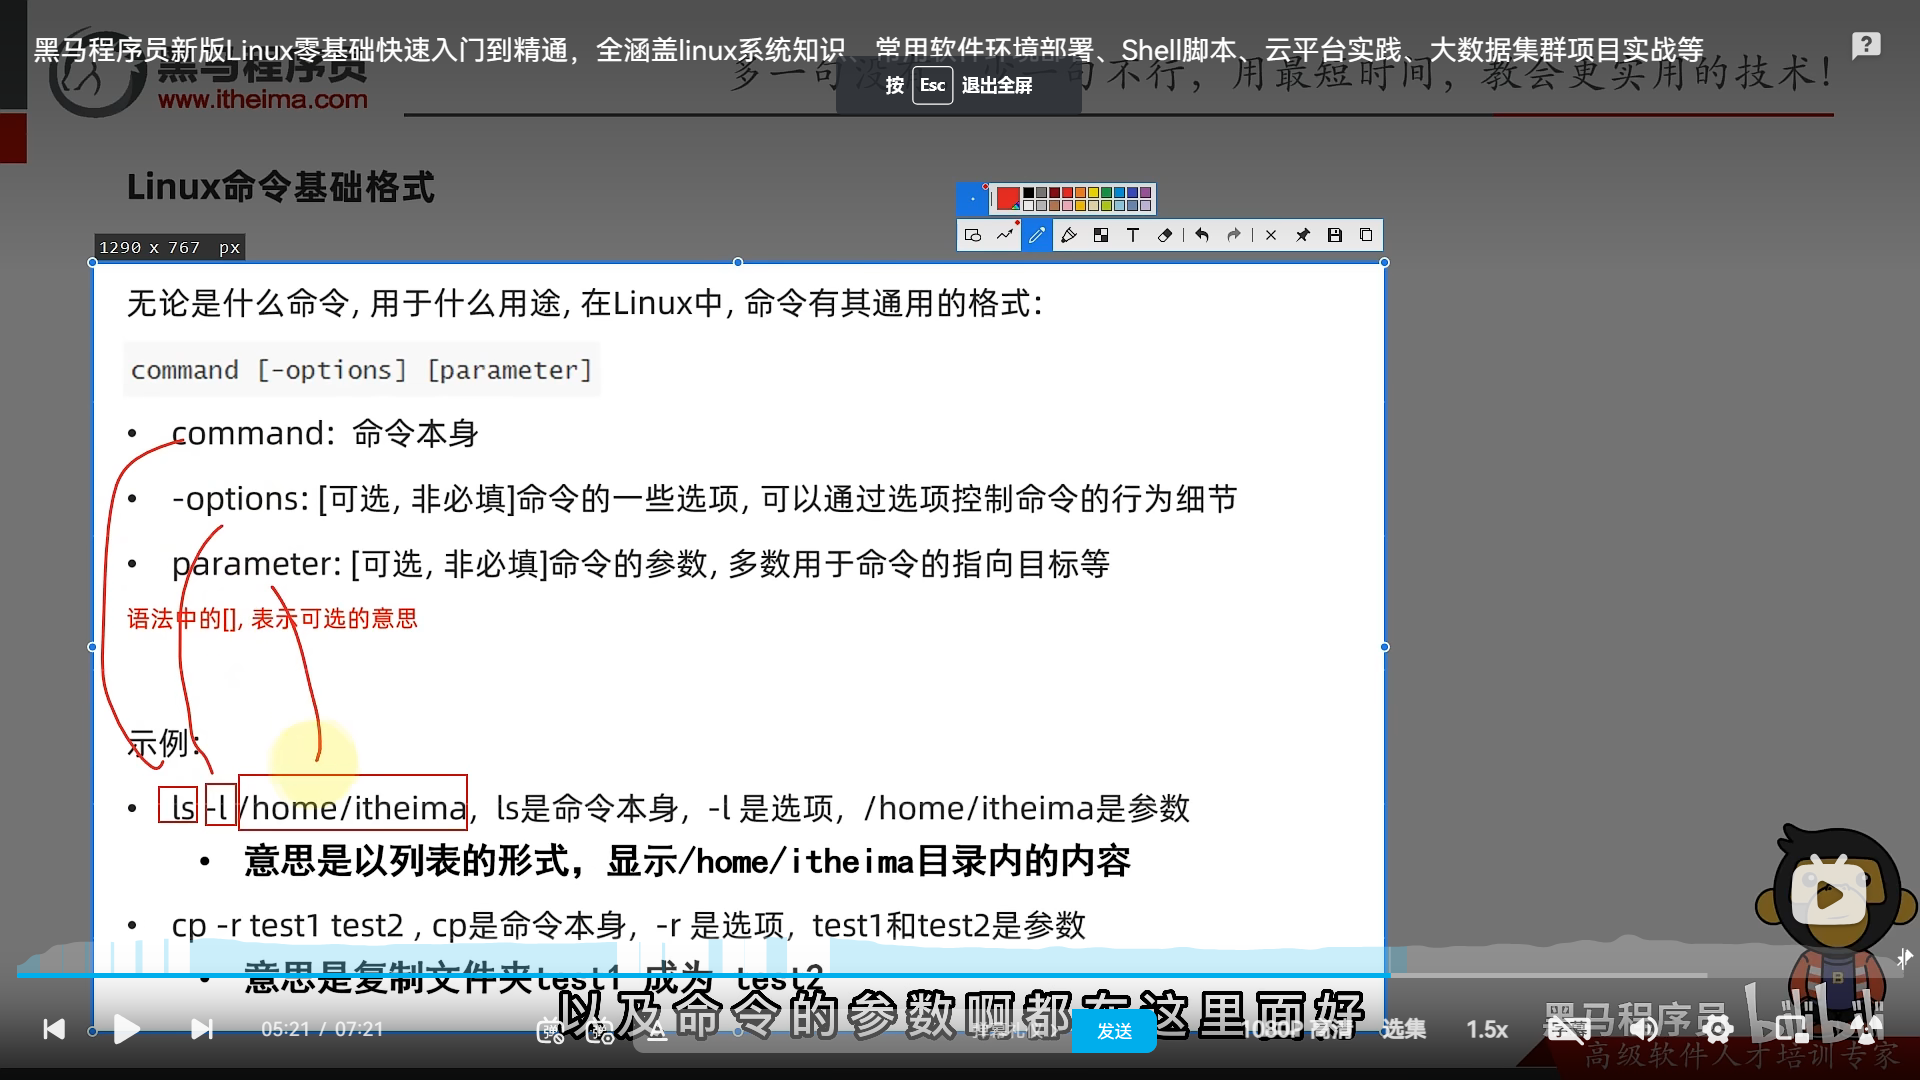 黑马程序员新版Linux零基础快速入门到精通，全涵盖linux系统知识、常用软件环境部署、Shell脚本、云平台实践、大数据集群项目实战等
黑马程序员
www.itheima.com
不行，用最短时间，教会更实用的技术！
按 Esc 退出全屏
Linux命令基础格式
1290 x 767 px
无论是什么命令, 用于什么用途, 在Linux中, 命令有其通用的格式:
command [-options] [parameter]
• command: 命令本身
• -options: [可选, 非必填]命令的一些选项, 可以通过选项控制命令的行为细节
• parameter: [可选, 非必填]命令的参数, 多数用于命令的指向目标等
语法中的[], 表示可选的意思
示例:
• ls -l /home/itheima，ls是命令本身，-l 是选项，/home/itheima是参数
• 意思是以列表的形式，显示/home/itheima目录内的内容
• cp -r test1 test2 , cp是命令本身，-r 是选项，test1和test2是参数
• 意思是复制文件夹test1 成为 test2
以及命令的参数啊都在这里面好
05:21 / 07:21
发送
1080P 高清
选集
1.5x
字幕
黑马程序员
bilibili
高级软件人才培训专家